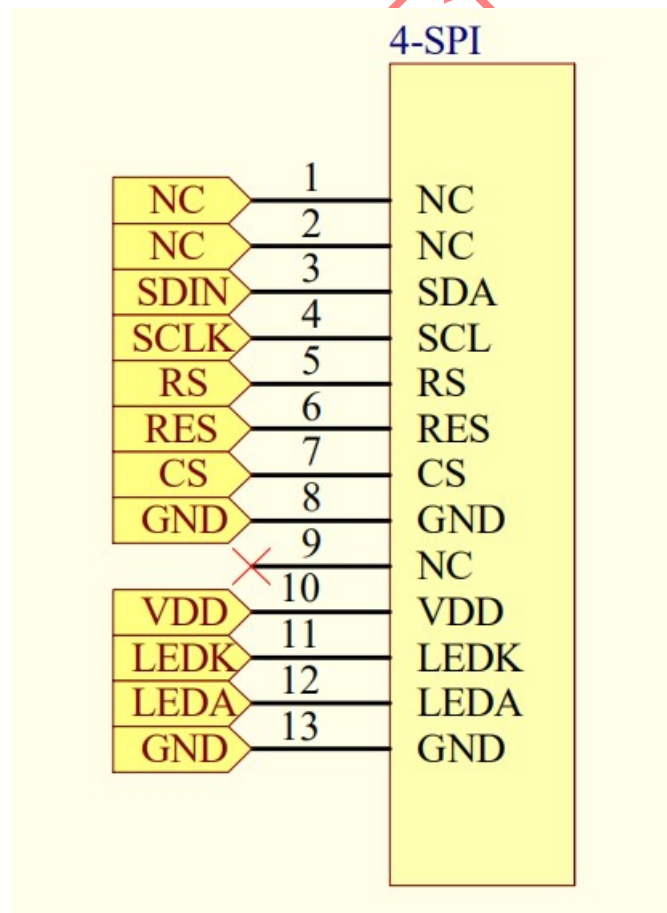 4-SPI
NC 1 NC
NC 2 NC
SDIN 3 SDA
SCLK 4 SCL
RS 5 RS
RES 6 RES
CS 7 CS
GND 8 GND
9 NC
VDD 10 VDD
LEDK 11 LEDK
LEDA 12 LEDA
GND 13 GND